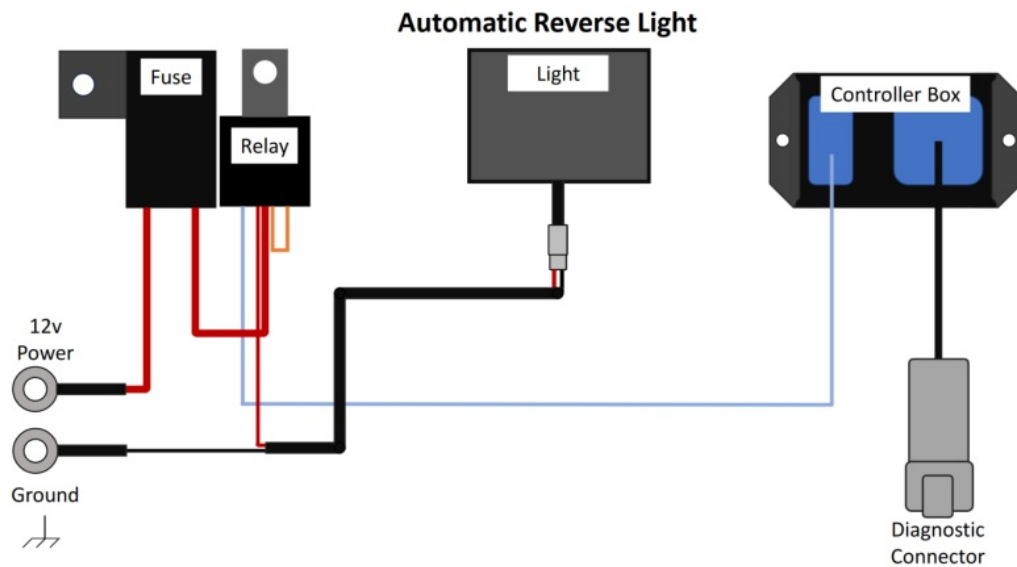 Automatic Reverse Light
Fuse
Relay
Light
Controller Box
12v
Power
Ground
Diagnostic
Connector